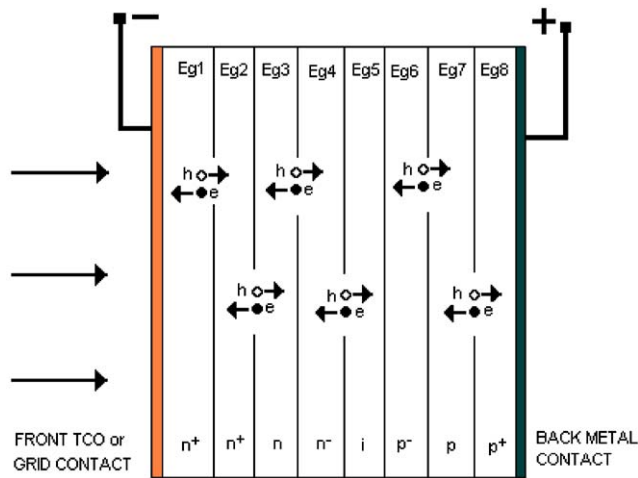 − +
Eg1 Eg2 Eg3 Eg4 Eg5 Eg6 Eg7 Eg8
h h h
e e e
h h h
e e e
FRONT TCO or
GRID CONTACT
n⁺ n⁺ n n⁻ i p⁻ p p⁺
BACK METAL
CONTACT